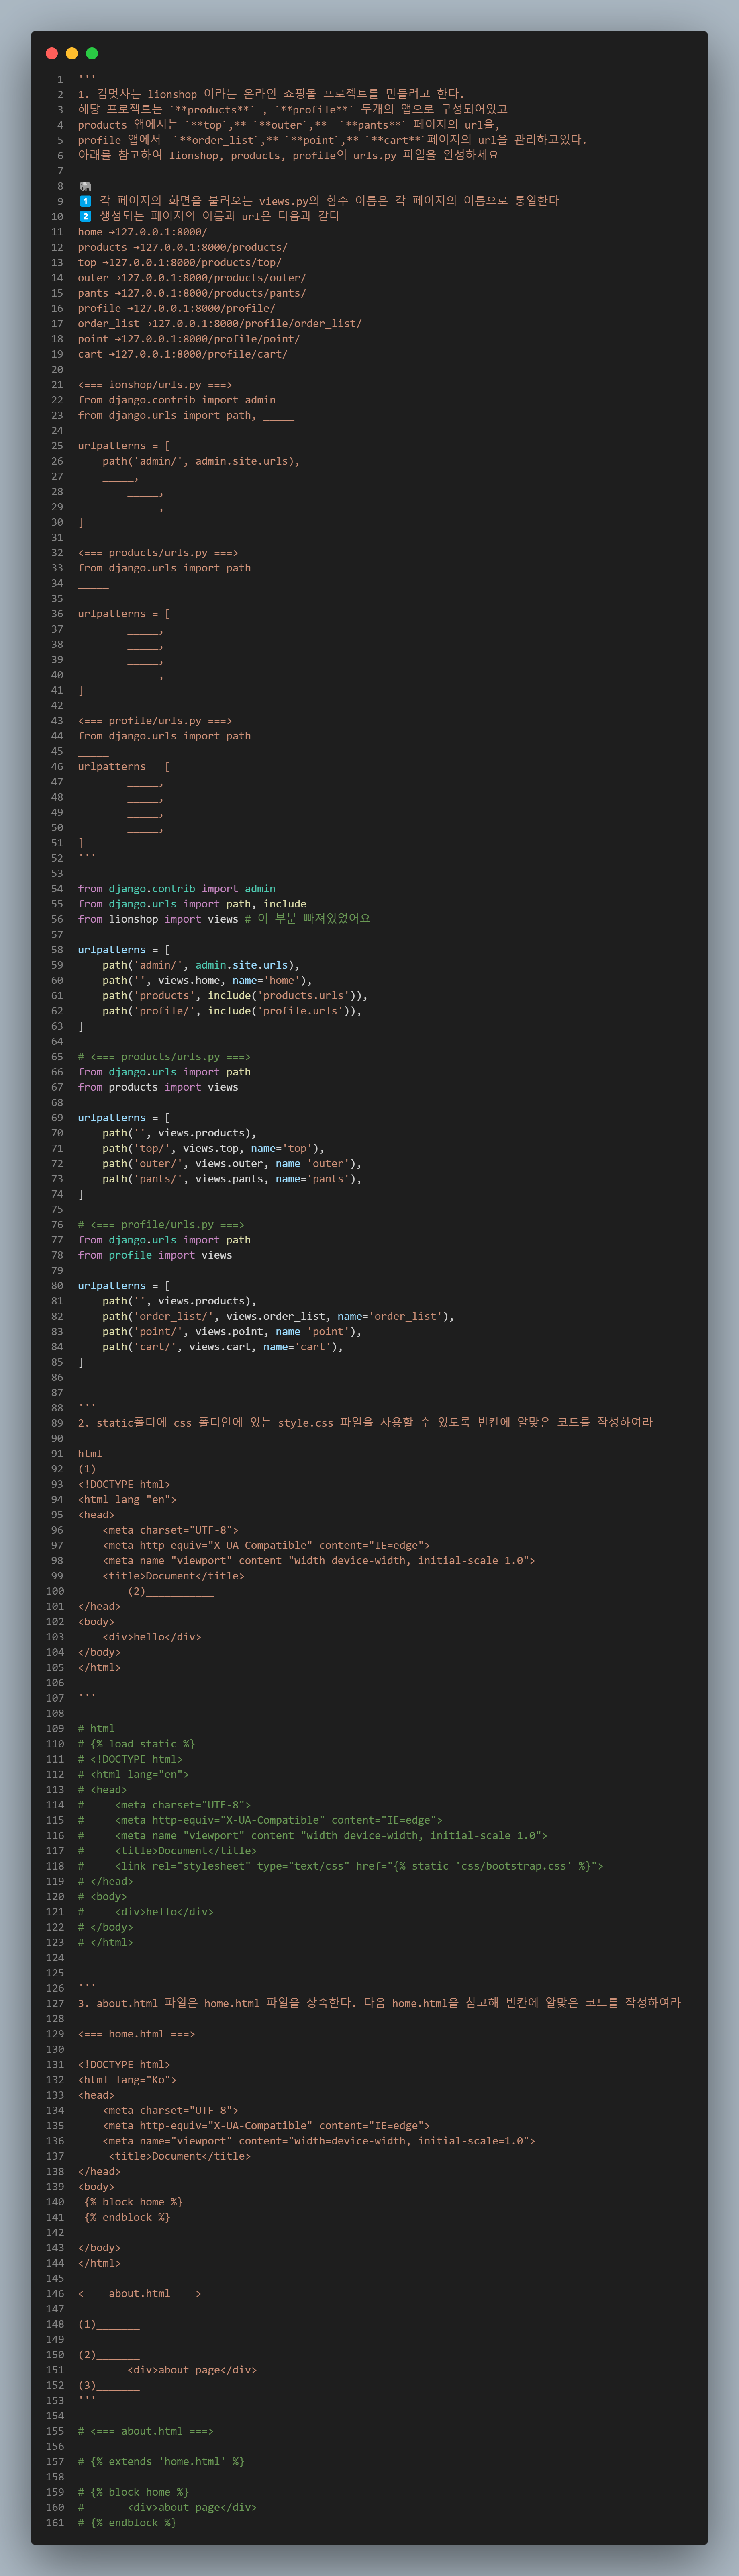 1 '''
2 1. 김멋사는 lionshop 이라는 온라인 쇼핑몰 프로젝트를 만들려고 한다.
3 해당 프로젝트는 `**products**` , `**profile**` 두개의 앱으로 구성되어있고
4 products 앱에서는 `**top`,** `**outer`,**  `**pants**` 페이지의 url을,
5 profile 앱에서  `**order_list`,** `**point`,** `**cart**`페이지의 url을 관리하고있다.
6 아래를 참고하여 lionshop, products, profile의 urls.py 파일을 완성하세요
7
8 🐘
9 1️⃣ 각 페이지의 화면을 불러오는 views.py의 함수 이름은 각 페이지의 이름으로 통일한다
10 2️⃣ 생성되는 페이지의 이름과 url은 다음과 같다
11 home →127.0.0.1:8000/
12 products →127.0.0.1:8000/products/
13 top →127.0.0.1:8000/products/top/
14 outer →127.0.0.1:8000/products/outer/
15 pants →127.0.0.1:8000/products/pants/
16 profile →127.0.0.1:8000/profile/
17 order_list →127.0.0.1:8000/profile/order_list/
18 point →127.0.0.1:8000/profile/point/
19 cart →127.0.0.1:8000/profile/cart/
20
21 <=== ionshop/urls.py ===>
22 from django.contrib import admin
23 from django.urls import path, _____
24
25 urlpatterns = [
26     path('admin/', admin.site.urls),
27     _____,
28         _____,
29         _____,
30 ]
31
32 <=== products/urls.py ===>
33 from django.urls import path
34 _____
35
36 urlpatterns = [
37         _____,
38         _____,
39         _____,
40         _____,
41 ]
42
43 <=== profile/urls.py ===>
44 from django.urls import path
45 _____
46 urlpatterns = [
47         _____,
48         _____,
49         _____,
50         _____,
51 ]
52 '''
53
54 from django.contrib import admin
55 from django.urls import path, include
56 from lionshop import views # 이 부분 빠져있었어요
57
58 urlpatterns = [
59     path('admin/', admin.site.urls),
60     path('', views.home, name='home'),
61     path('products', include('products.urls')),
62     path('profile/', include('profile.urls')),
63 ]
64
65 # <=== products/urls.py ===>
66 from django.urls import path
67 from products import views
68
69 urlpatterns = [
70     path('', views.products),
71     path('top/', views.top, name='top'),
72     path('outer/', views.outer, name='outer'),
73     path('pants/', views.pants, name='pants'),
74 ]
75
76 # <=== profile/urls.py ===>
77 from django.urls import path
78 from profile import views
79
80 urlpatterns = [
81     path('', views.products),
82     path('order_list/', views.order_list, name='order_list'),
83     path('point/', views.point, name='point'),
84     path('cart/', views.cart, name='cart'),
85 ]
86
87
88 '''
89 2. static폴더에 css 폴더안에 있는 style.css 파일을 사용할 수 있도록 빈칸에 알맞은 코드를 작성하여라
90
91 html
92 (1)___________
93 <!DOCTYPE html>
94 <html lang="en">
95 <head>
96     <meta charset="UTF-8">
97     <meta http-equiv="X-UA-Compatible" content="IE=edge">
98     <meta name="viewport" content="width=device-width, initial-scale=1.0">
99     <title>Document</title>
100         (2)___________
101 </head>
102 <body>
103     <div>hello</div>
104 </body>
105 </html>
106
107 '''
108
109 # html
110 # {% load static %}
111 # <!DOCTYPE html>
112 # <html lang="en">
113 # <head>
114 #     <meta charset="UTF-8">
115 #     <meta http-equiv="X-UA-Compatible" content="IE=edge">
116 #     <meta name="viewport" content="width=device-width, initial-scale=1.0">
117 #     <title>Document</title>
118 #     <link rel="stylesheet" type="text/css" href="{% static 'css/bootstrap.css' %}">
119 # </head>
120 # <body>
121 #     <div>hello</div>
122 # </body>
123 # </html>
124
125
126 '''
127 3. about.html 파일은 home.html 파일을 상속한다. 다음 home.html을 참고해 빈칸에 알맞은 코드를 작성하여라
128
129 <=== home.html ===>
130
131 <!DOCTYPE html>
132 <html lang="Ko">
133 <head>
134     <meta charset="UTF-8">
135     <meta http-equiv="X-UA-Compatible" content="IE=edge">
136     <meta name="viewport" content="width=device-width, initial-scale=1.0">
137      <title>Document</title>
138 </head>
139 <body>
140  {% block home %}
141  {% endblock %}
142
143 </body>
144 </html>
145
146 <=== about.html ===>
147
148 (1)_______
149
150 (2)_______
151         <div>about page</div>
152 (3)_______
153 '''
154
155 # <=== about.html ===>
156
157 # {% extends 'home.html' %}
158
159 # {% block home %}
160 #       <div>about page</div>
161 # {% endblock %}